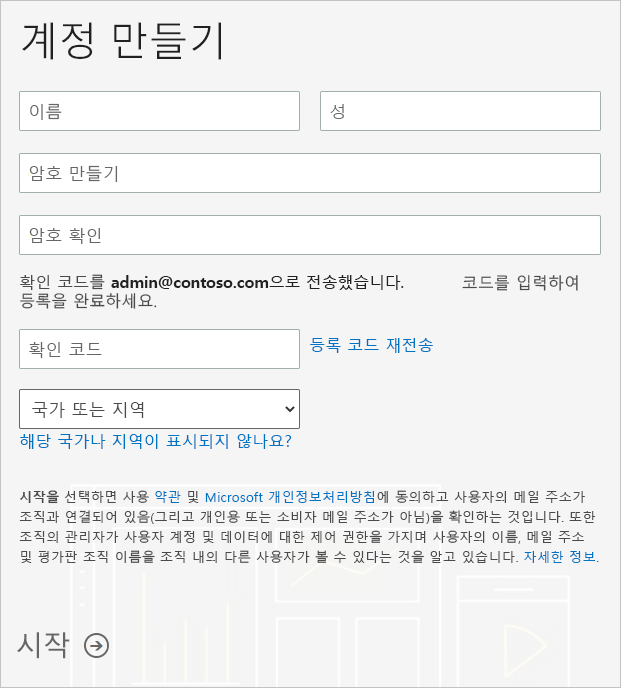 계정 만들기
이름 성
암호 만들기
암호 확인
확인 코드를 admin@contoso.com으로 전송했습니다. 코드를 입력하여
등록을 완료하세요.
확인 코드 등록 코드 재전송
국가 또는 지역
해당 국가나 지역이 표시되지 않나요?
시작을 선택하면 사용 약관 및 Microsoft 개인정보처리방침에 동의하고 사용자의 메일 주소가
조직과 연결되어 있음(그리고 개인용 또는 소비자 메일 주소가 아님)을 확인하는 것입니다. 또한
조직의 관리자가 사용자 계정 및 데이터에 대한 제어 권한을 가지며 사용자의 이름, 메일 주소
및 평가판 조직 이름을 조직 내의 다른 사용자가 볼 수 있다는 것을 알고 있습니다. 자세한 정보.
시작